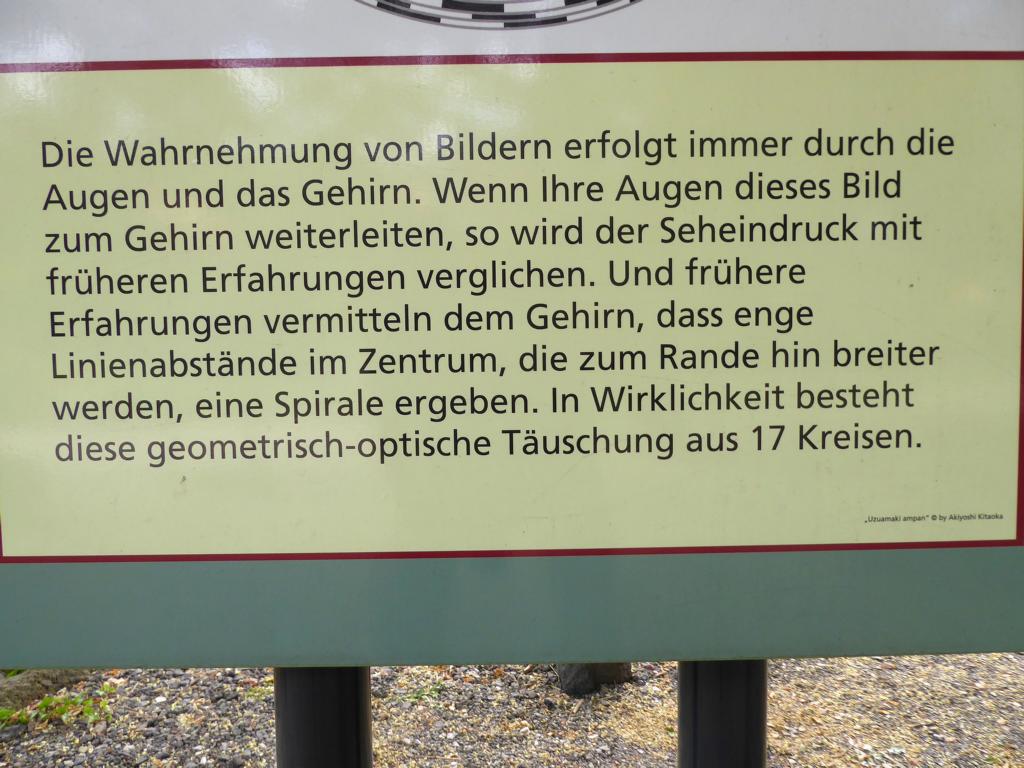 Die Wahrnehmung von Bildern erfolgt immer durch die
Augen und das Gehirn. Wenn Ihre Augen dieses Bild
zum Gehirn weiterleiten, so wird der Seheindruck mit
früheren Erfahrungen verglichen. Und frühere
Erfahrungen vermitteln dem Gehirn, dass enge
Linienabstände im Zentrum, die zum Rande hin breiter
werden, eine Spirale ergeben. In Wirklichkeit besteht
diese geometrisch-optische Täuschung aus 17 Kreisen.
„Uzuamaki ampan“ © by Akiyoshi Kitaoka